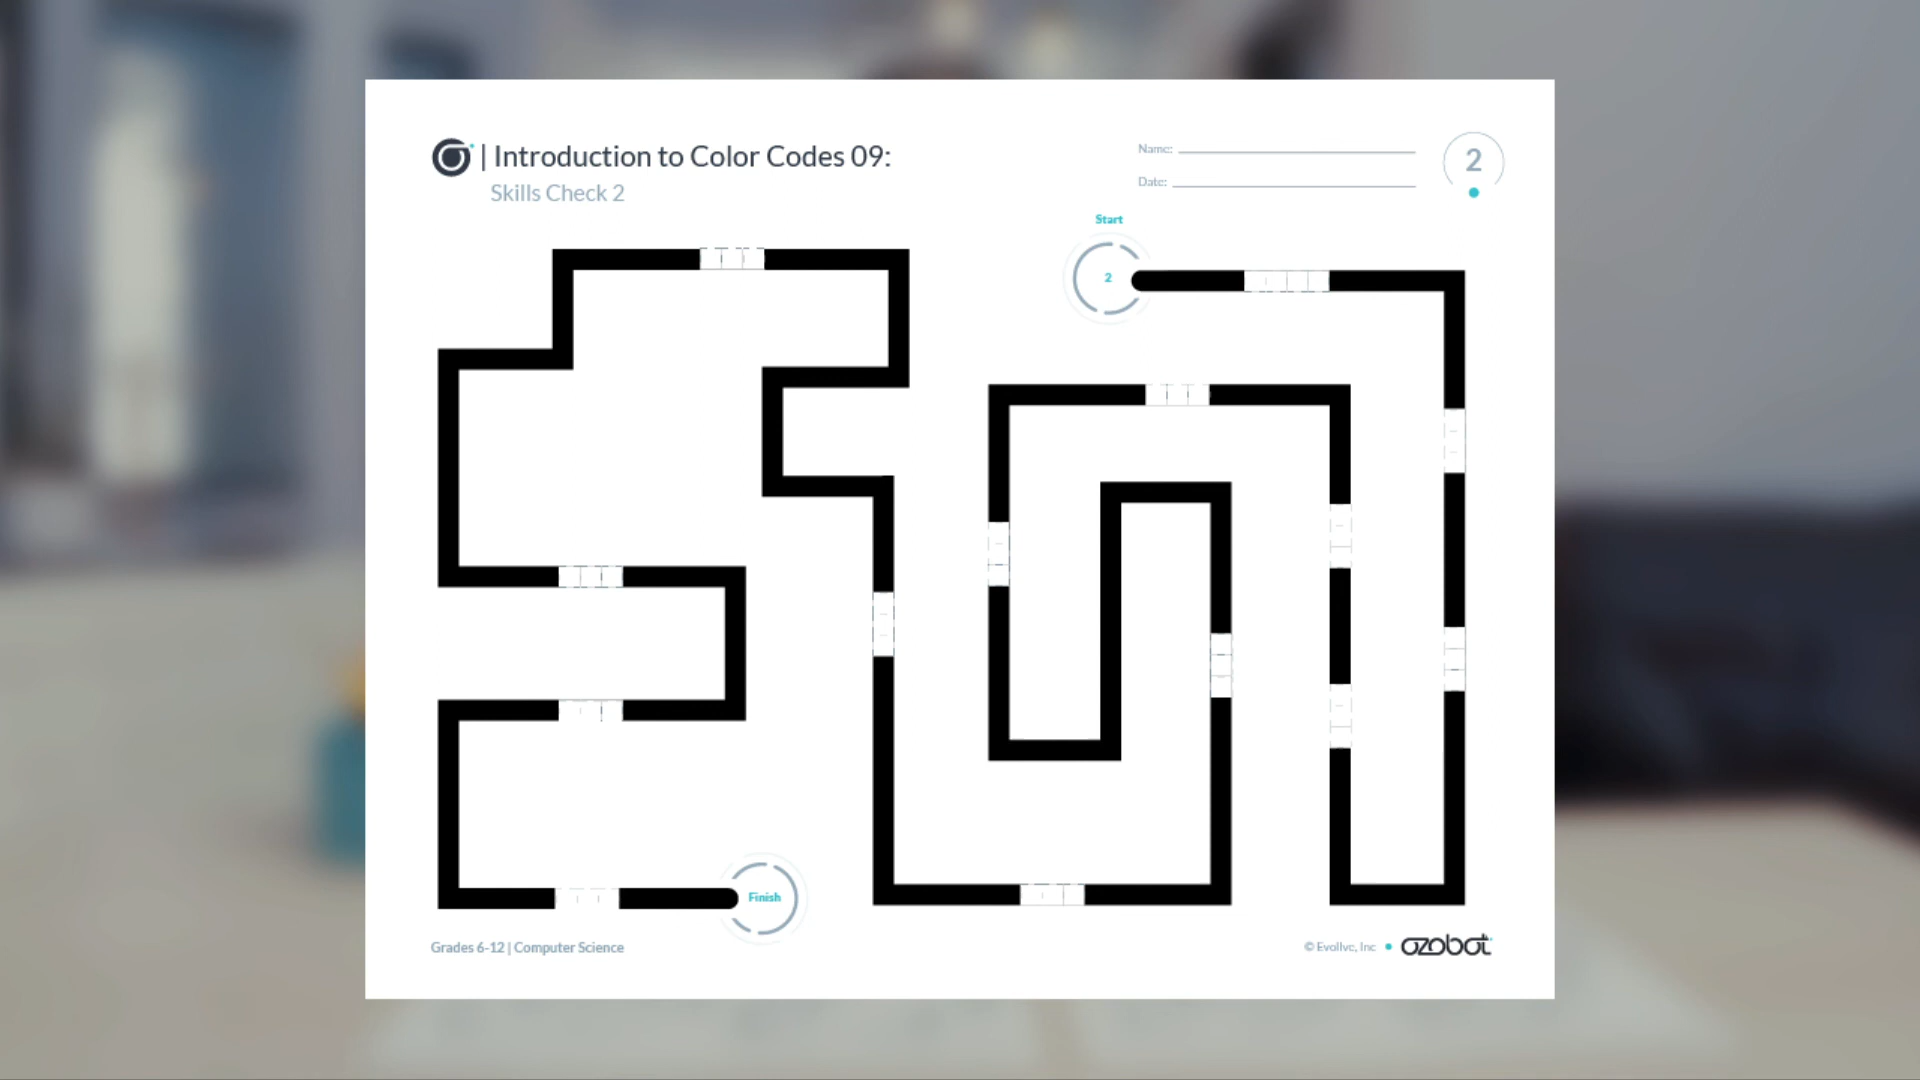 | Introduction to Color Codes 09:
Skills Check 2
Name:
Date:
2
Start
2
Finish
Grades 6-12 | Computer Science
© Evollve, Inc • ozobot